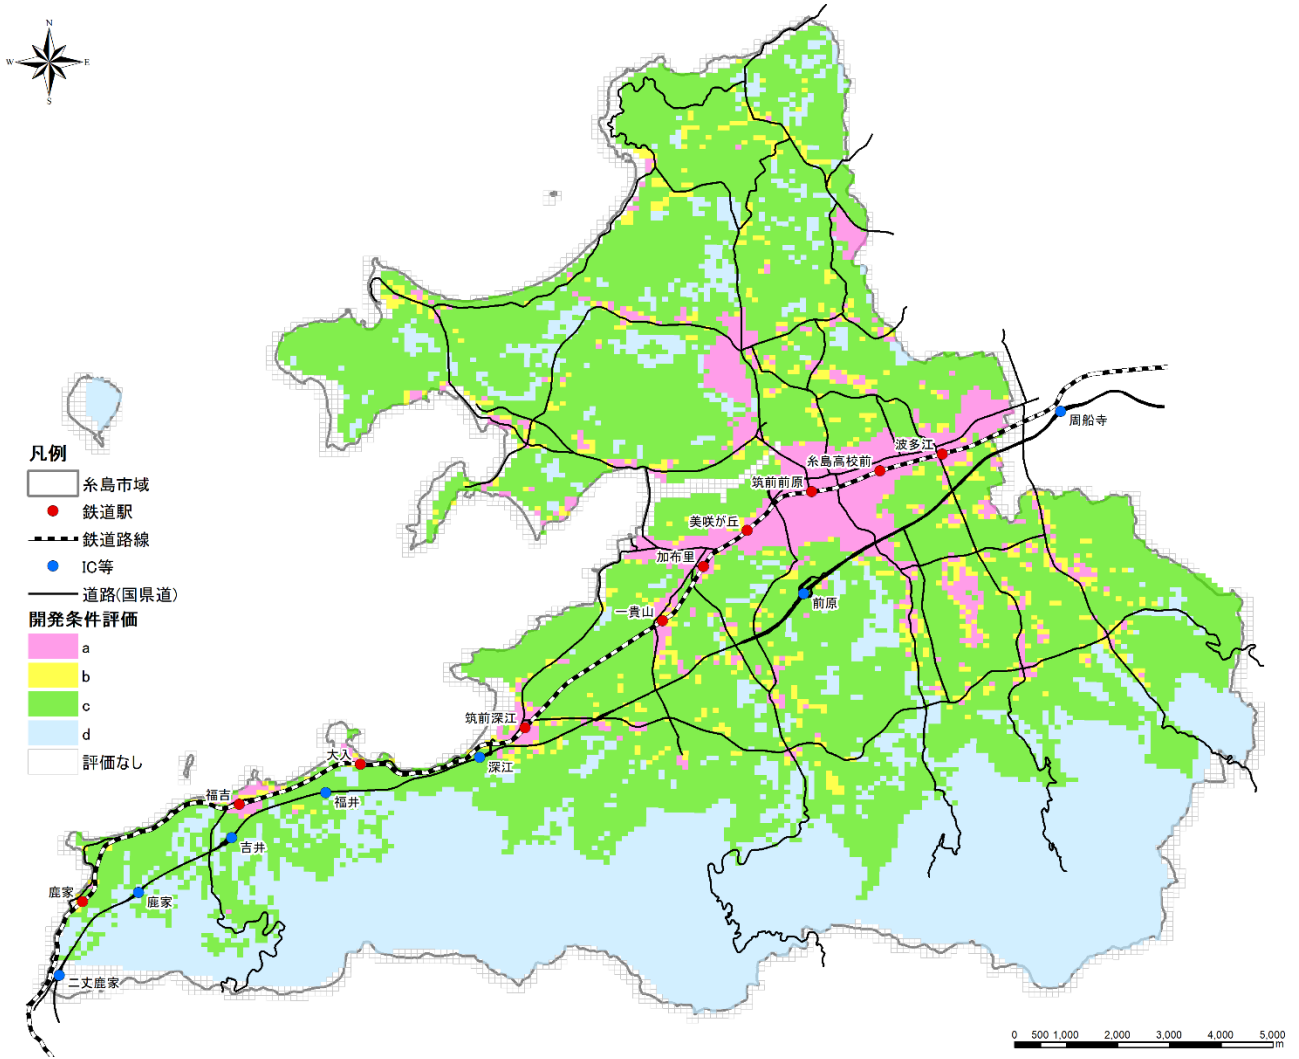 N
W
E
S
周船寺
波多江
糸島高校前
筑前前原
美咲が丘
加布里
前原
一貴山
筑前深江
深江
大入
福井
福吉
吉井
鹿家
鹿家
二丈鹿家
凡例
糸島市域
鉄道駅
鉄道路線
IC等
道路(国県道)
開発条件評価
a
b
c
d
評価なし
0 500 1,000 2,000 3,000 4,000 5,000
m